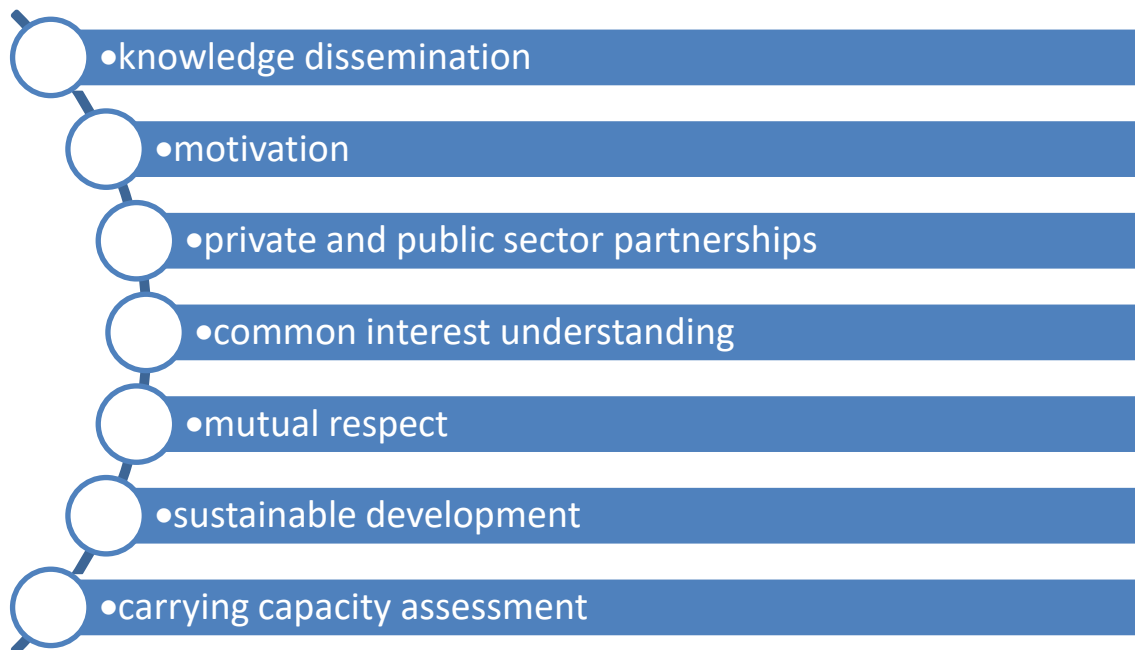 •knowledge dissemination
•motivation
•private and public sector partnerships
•common interest understanding
•mutual respect
•sustainable development
•carrying capacity assessment